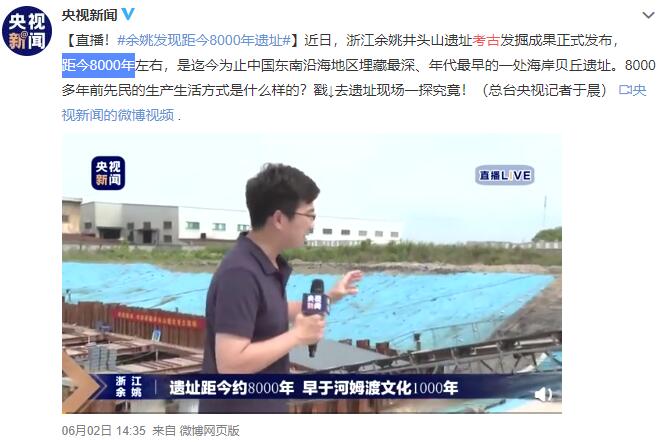 央视新闻
央视
@新闻
【直播！#余姚发现距今8000年遗址#】近日，浙江余姚井头山遗址考古发掘成果正式发布，
距今8000年左右，是迄今为止中国东南沿海地区埋藏最深、年代最早的一处海岸贝丘遗址。8000
多年前先民的生产生活方式是什么样的？戳↓去遗址现场一探究竟！（总台央视记者于晨）央
视新闻的微博视频 .
央视
新闻
直播LIVE
央视
新闻
浙江
余姚
遗址距今约8000年 早于河姆渡文化1000年
06月02日 14:35 来自 微博网页版